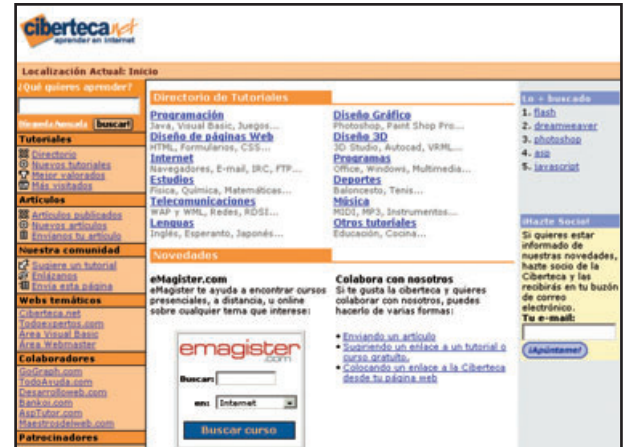 ciberteca.net
aprender en internet
Localización Actual: Inicio
¿Qué quieres aprender?
Búsqueda Avanzada buscar!
Tutoriales
Directorio
Nuevos tutoriales
Mejor valorados
Más visitados
Artículos
Artículos publicados
Nuevos artículos
Envíanos tu artículo
Nuestra comunidad
Sugiere un tutorial
Enlázanos
Envía esta página
Webs temáticos
Ciberteca.net
Todoexpertos.com
Área Visual Basic
Área Webmaster
Colaboradores
GoGraph.com
TodoAyuda.com
Desarrolloweb.com
Bankoi.com
AspTutor.com
Maestrosdelweb.com
Patrocinadores
Directorio de Tutoriales
Programación
Java, Visual Basic, Juegos...
Diseño de páginas Web
HTML, Formularios, CSS...
Internet
Navegadores, E-mail, IRC, FTP...
Estudios
Física, Química, Matemáticas...
Telecomunicaciones
WAP y WML, Redes, RDSI...
Lenguas
Inglés, Esperanto, Japonés...
Diseño Gráfico
Photoshop, Paint Shop Pro...
Diseño 3D
3D Studio, Autocad, VRML...
Programas
Office, Windows, Multimedia...
Deportes
Baloncesto, Tenis...
Música
MIDI, MP3, Instrumentos...
Otros tutoriales
Educación, Cocina...
Novedades
eMagister.com
eMagister te ayuda a encontrar cursos
presenciales, a distancia, u online
sobre cualquier tema que interese:
emagister
.com
Buscar:
en: Internet
Buscar curso
Colabora con nosotros
Si te gusta la ciberteca y quieres
colaborar con nosotros, puedes
hacerlo de varias formas:
• Enviando un artículo
• Sugriendo un enlace a un tutorial o
curso gratuito.
• Colocando un enlace a la Ciberteca
desde tu página web
Lo + buscado
1. flash
2. dreamweaver
3. photoshop
4. asp
5. javascript
¡Hazte Socio!
Si quieres estar
informado de
nuestras novedades,
hazte socio de la
Ciberteca y las
recibirás en tu buzón
de correo
electrónico.
Tu e-mail:
¡Apúntame!